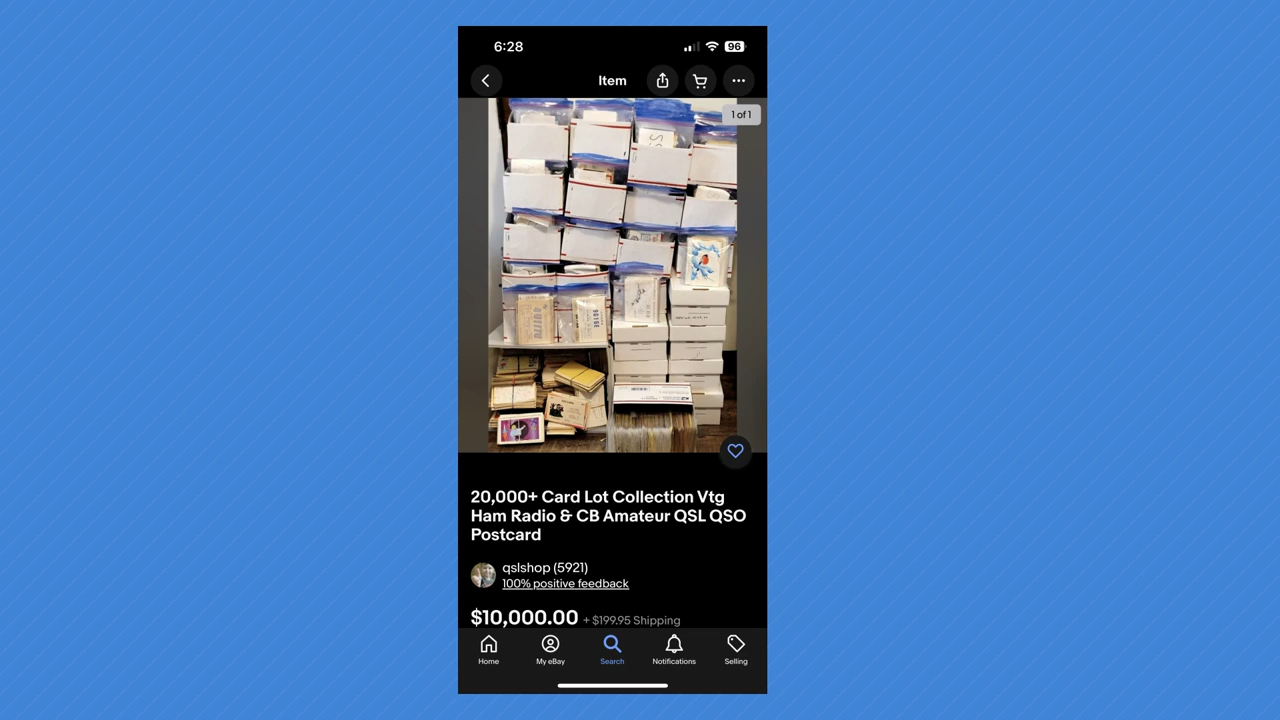 6:28
96
Item
1 of 1
20,000+ Card Lot Collection Vtg
Ham Radio & CB Amateur QSL QSO
Postcard
qslshop (5921)
100% positive feedback
$10,000.00 + $199.95 Shipping
Home
My eBay
Search
Notifications
Selling